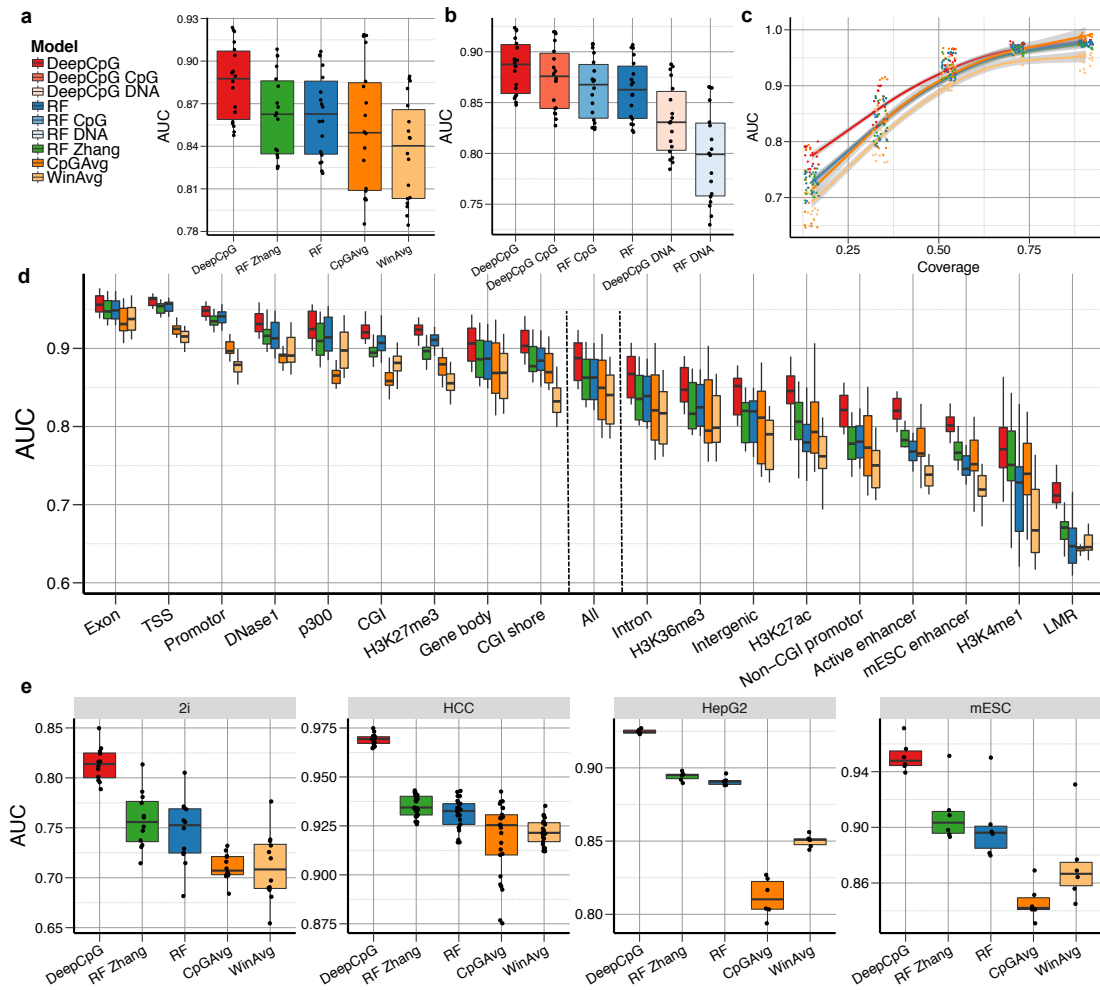 a
Model
DeepCpG
DeepCpG CpG
DeepCpG DNA
RF
RF CpG
RF DNA
RF Zhang
CpGAvg
WinAvg
AUC
0.93
0.90
0.87
0.84
0.81
0.78
DeepCpG
RF Zhang
RF
CpGAvg
WinAvg
b
AUC
0.90
0.85
0.80
0.75
DeepCpG
DeepCpG CpG
RF CpG
RF
DeepCpG DNA
RF DNA
c
AUC
1.0
0.9
0.8
0.7
0.25
0.50
0.75
Coverage
d
AUC
0.9
0.8
0.7
0.6
Exon
TSS
Promotor
DNase1
p300
CGI
H3K27me3
Gene body
CGI shore
All
Intron
H3K36me3
Intergenic
H3K27ac
Non−CGI promotor
Active enhancer
mESC enhancer
H3K4me1
LMR
e
AUC
2i
0.85
0.80
0.75
0.70
0.65
DeepCpG
RF Zhang
RF
CpGAvg
WinAvg
HCC
0.975
0.950
0.925
0.900
0.875
DeepCpG
RF Zhang
RF
CpGAvg
WinAvg
HepG2
0.90
0.85
0.80
DeepCpG
RF Zhang
RF
CpGAvg
WinAvg
mESC
0.94
0.90
0.86
DeepCpG
RF Zhang
RF
CpGAvg
WinAvg